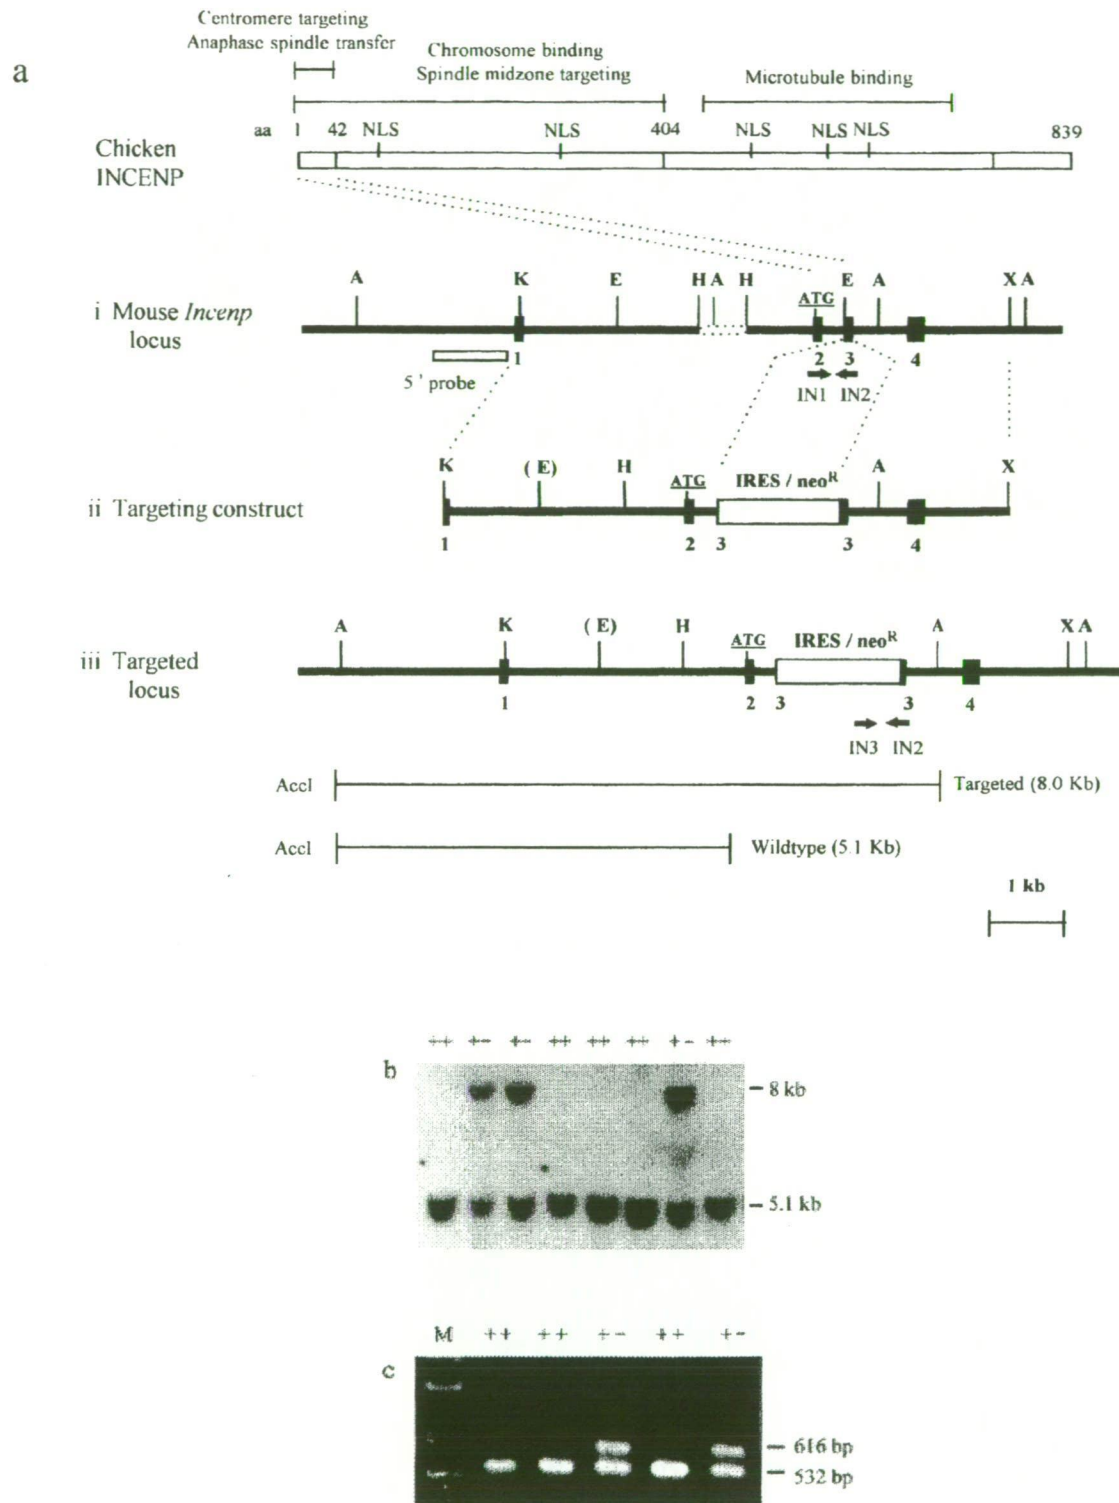 a
Centromere targeting
Anaphase spindle transfer
Chromosome binding
Spindle midzone targeting
Microtubule binding
aa 1 42 NLS NLS 404 NLS NLS NLS 839
Chicken
INCENP
A K E H A H ATG E A X A
i Mouse Incenp
locus
1 2 3 4
5 ' probe
IN1 IN2
K (E) H ATG IRES / neoR A X
ii Targeting construct
1 2 3 3 4
A K (E) H ATG IRES / neoR A X A
iii Targeted
locus
1 2 3 3 4
IN3 IN2
AccI Targeted (8.0 Kb)
AccI Wildtype (5.1 Kb)
1 kb
++ +- +- ++ ++ ++ +- ++
b
8 kb
5.1 kb
M ++ ++ +- ++ +-
c
616 bp
532 bp